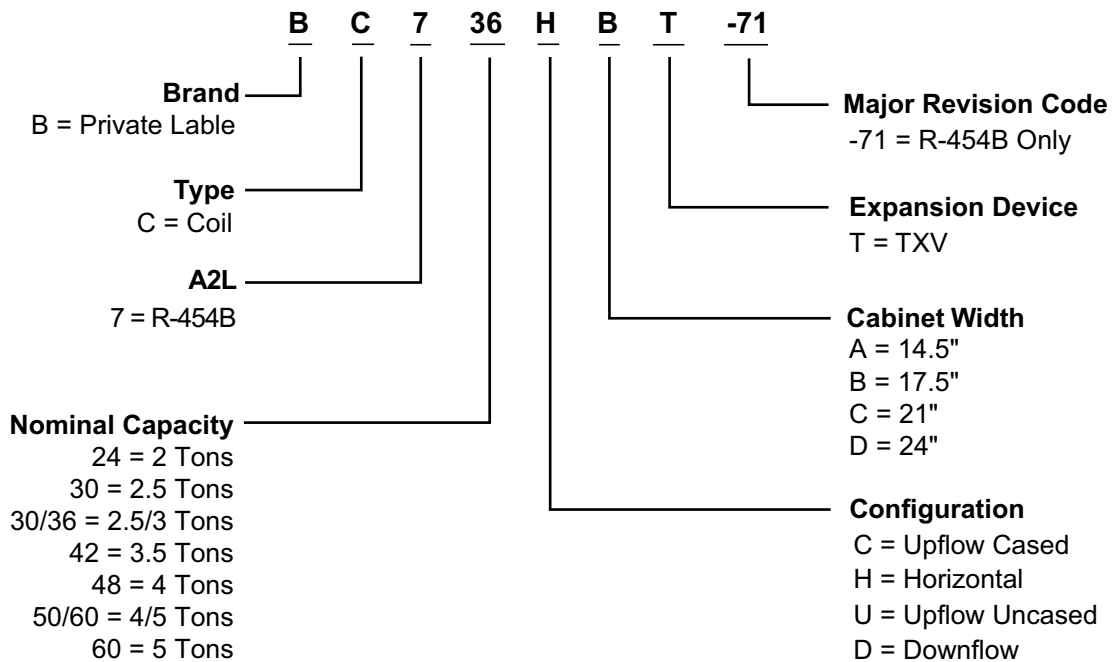 B C 7 36 H B T -71
Brand
B = Private Lable
Type
C = Coil
A2L
7 = R-454B
Nominal Capacity
24 = 2 Tons
30 = 2.5 Tons
30/36 = 2.5/3 Tons
42 = 3.5 Tons
48 = 4 Tons
50/60 = 4/5 Tons
60 = 5 Tons
Major Revision Code
-71 = R-454B Only
Expansion Device
T = TXV
Cabinet Width
A = 14.5"
B = 17.5"
C = 21"
D = 24"
Configuration
C = Upflow Cased
H = Horizontal
U = Upflow Uncased
D = Downflow